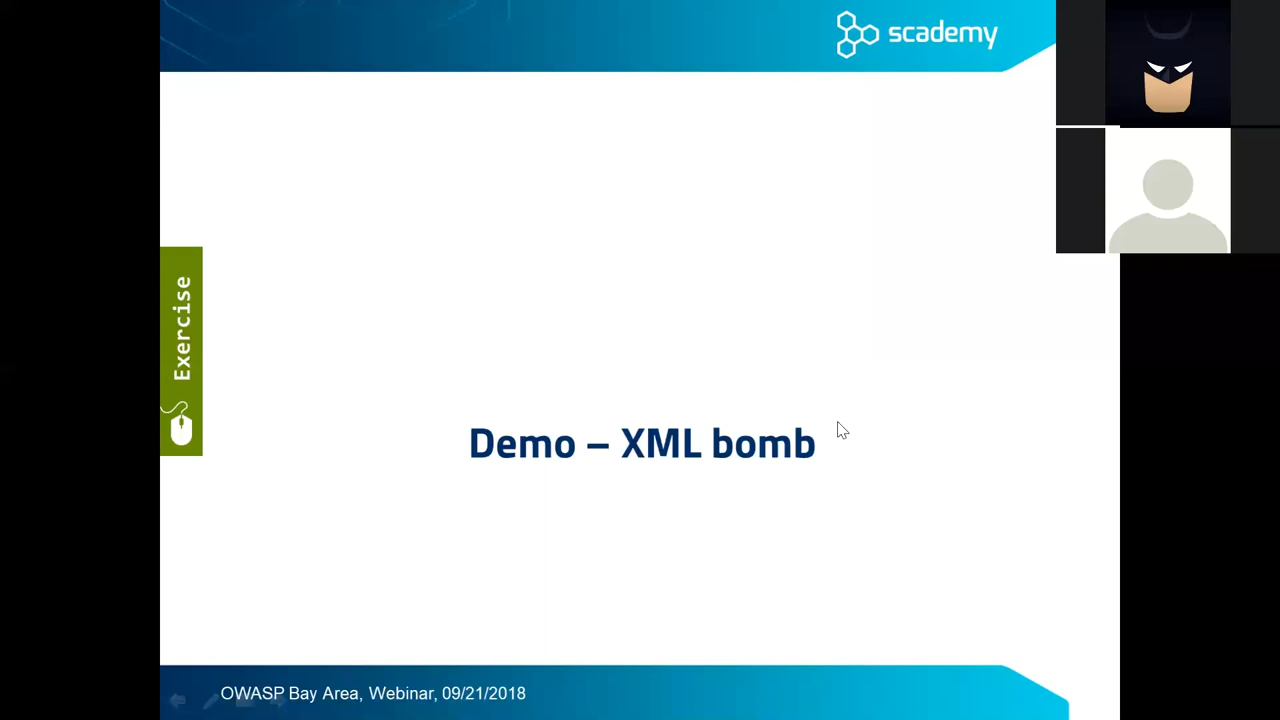 scademy
Exercise
Demo – XML bomb
OWASP Bay Area, Webinar, 09/21/2018